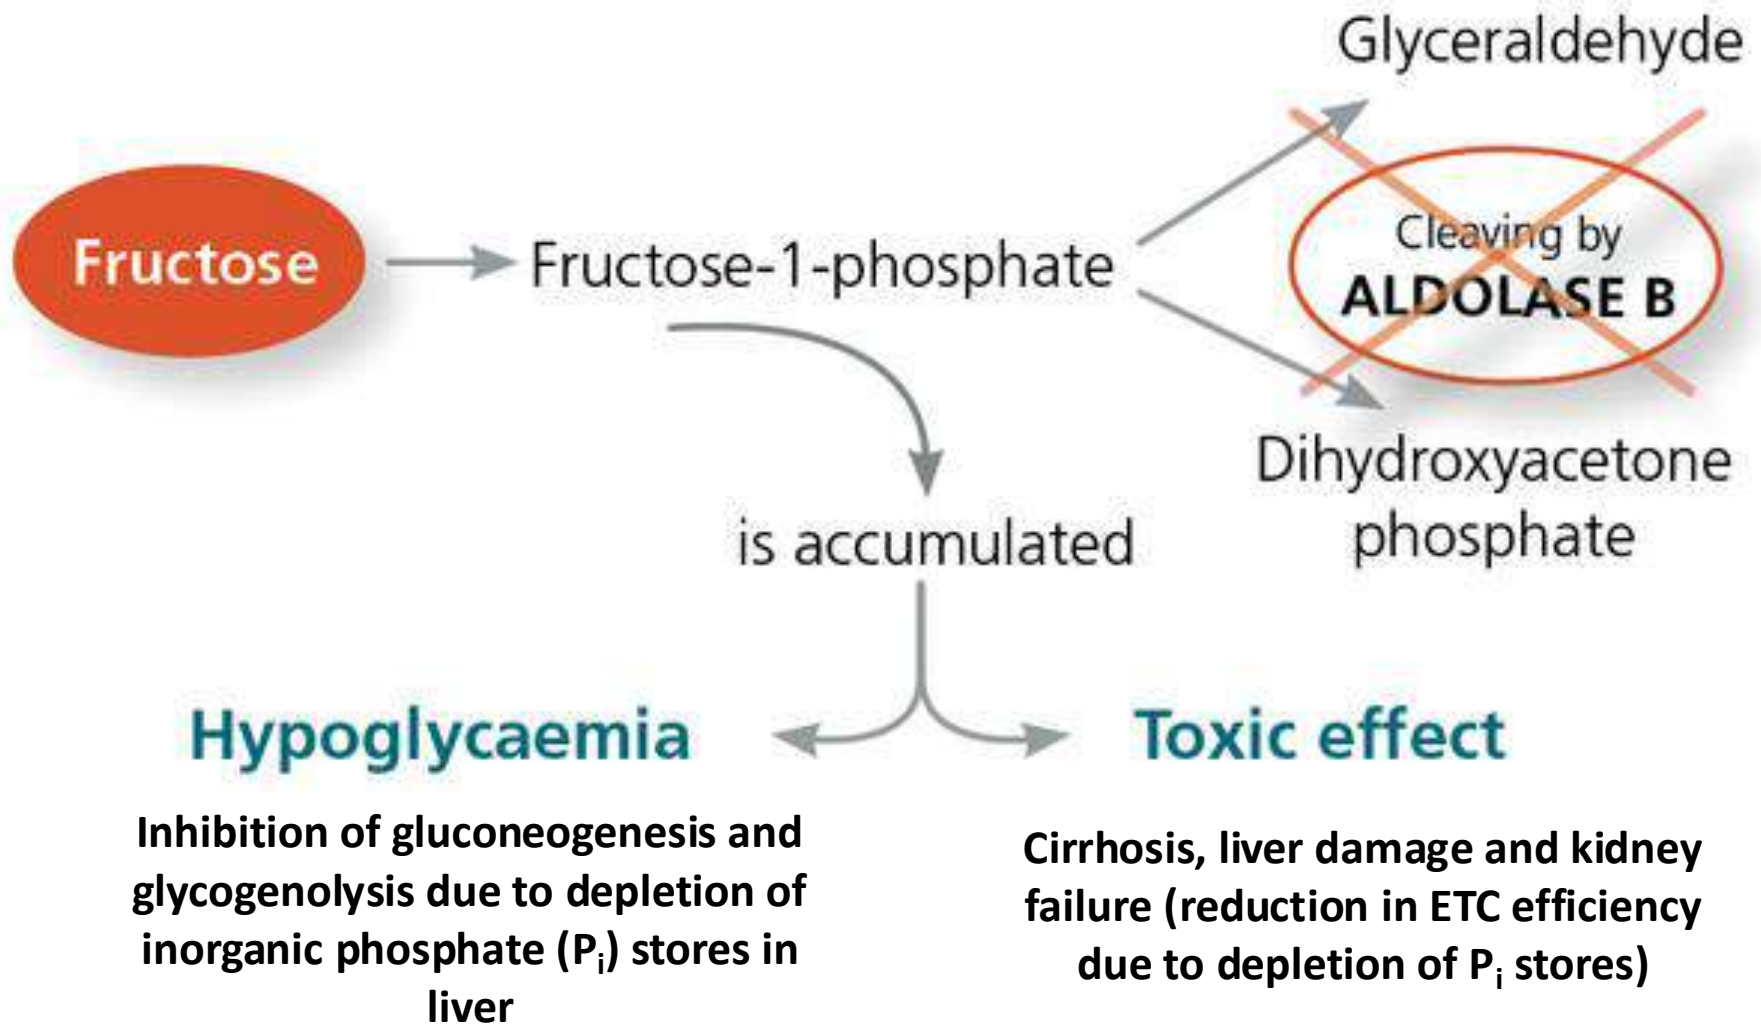 Glyceraldehyde
Fructose
Fructose-1-phosphate
Cleaving by
ALDOLASE B
Dihydroxyacetone
phosphate
is accumulated
Hypoglycaemia
Inhibition of gluconeogenesis and
glycogenolysis due to depletion of
inorganic phosphate (Pi) stores in
liver
Toxic effect
Cirrhosis, liver damage and kidney
failure (reduction in ETC efficiency
due to depletion of Pi stores)